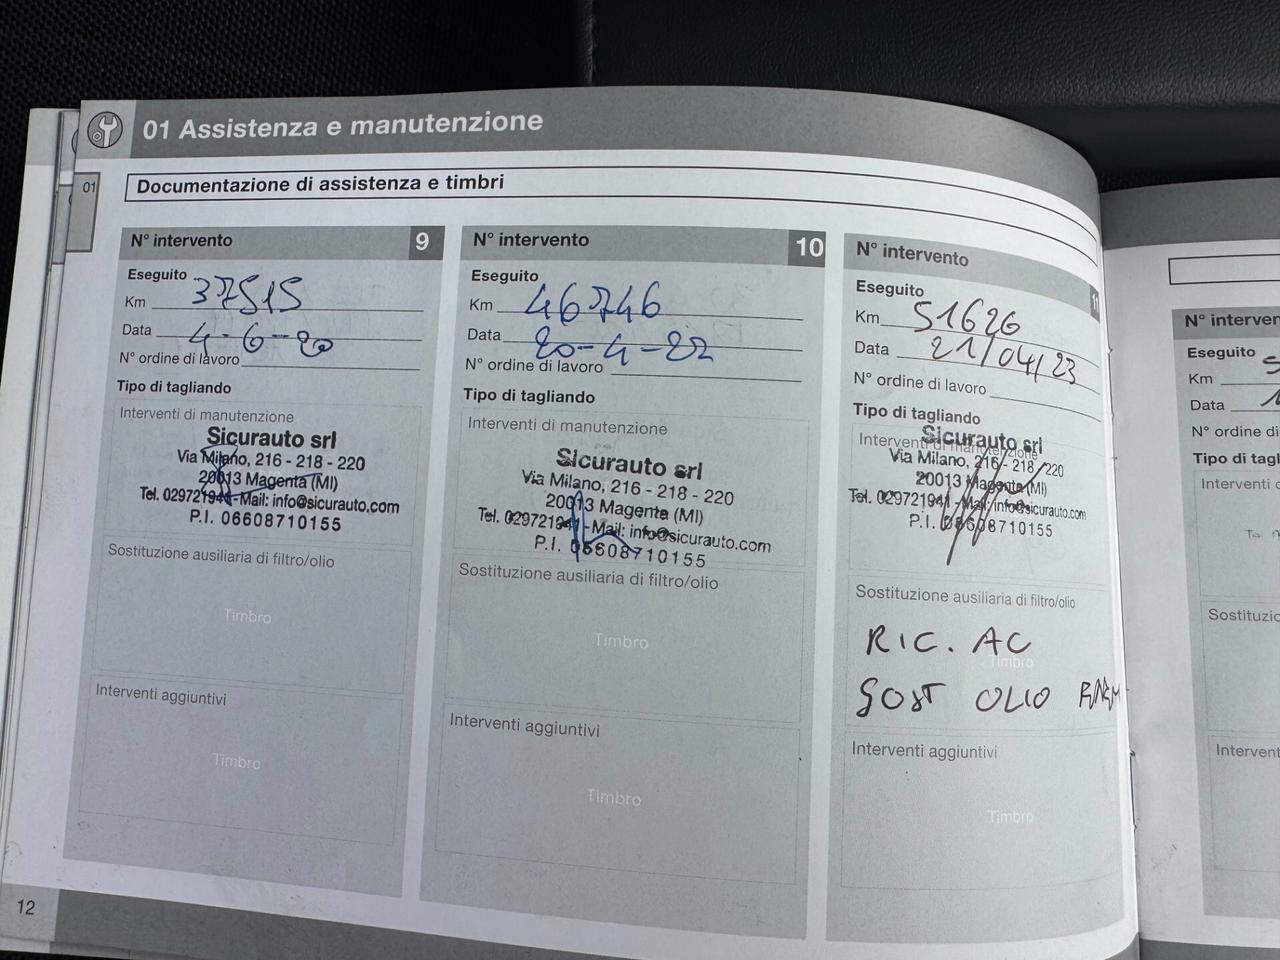 01 Assistenza e manutenzione
01
Documentazione di assistenza e timbri
N° intervento 9
Eseguito
Km 37515
Data 4-6-20
N° ordine di lavoro
Tipo di tagliando
Interventi di manutenzione
Sicurauto srl
Via Milano, 216 - 218 - 220
20013 Magenta (MI)
Tel. 029721941 - Mail: info@sicurauto.com
P.I. 06608710155
Sostituzione ausiliaria di filtro/olio
Timbro
Interventi aggiuntivi
Timbro
N° intervento 10
Eseguito
Km 46746
Data 20-4-22
N° ordine di lavoro
Tipo di tagliando
Interventi di manutenzione
Sicurauto srl
Via Milano, 216 - 218 - 220
20013 Magenta (MI)
Tel. 029721941 - Mail: info@sicurauto.com
P.I. 06608710155
Sostituzione ausiliaria di filtro/olio
Timbro
Interventi aggiuntivi
Timbro
N° intervento 11
Eseguito
Km 51626
Data 21/04/23
N° ordine di lavoro
Tipo di tagliando
Interventi di manutenzione
Sicurauto srl
Via Milano, 216 - 218 - 220
20013 Magenta (MI)
Tel. 029721941 - Mail: info@sicurauto.com
P.I. 06608710155
Sostituzione ausiliaria di filtro/olio
RIC. AC
Timbro
SOST OLIO
Interventi aggiuntivi
Timbro
12
N° interven
Eseguito
Km
Data
N° ordine di
Tipo di tagl
Interventi
Sostituzio
Interventi